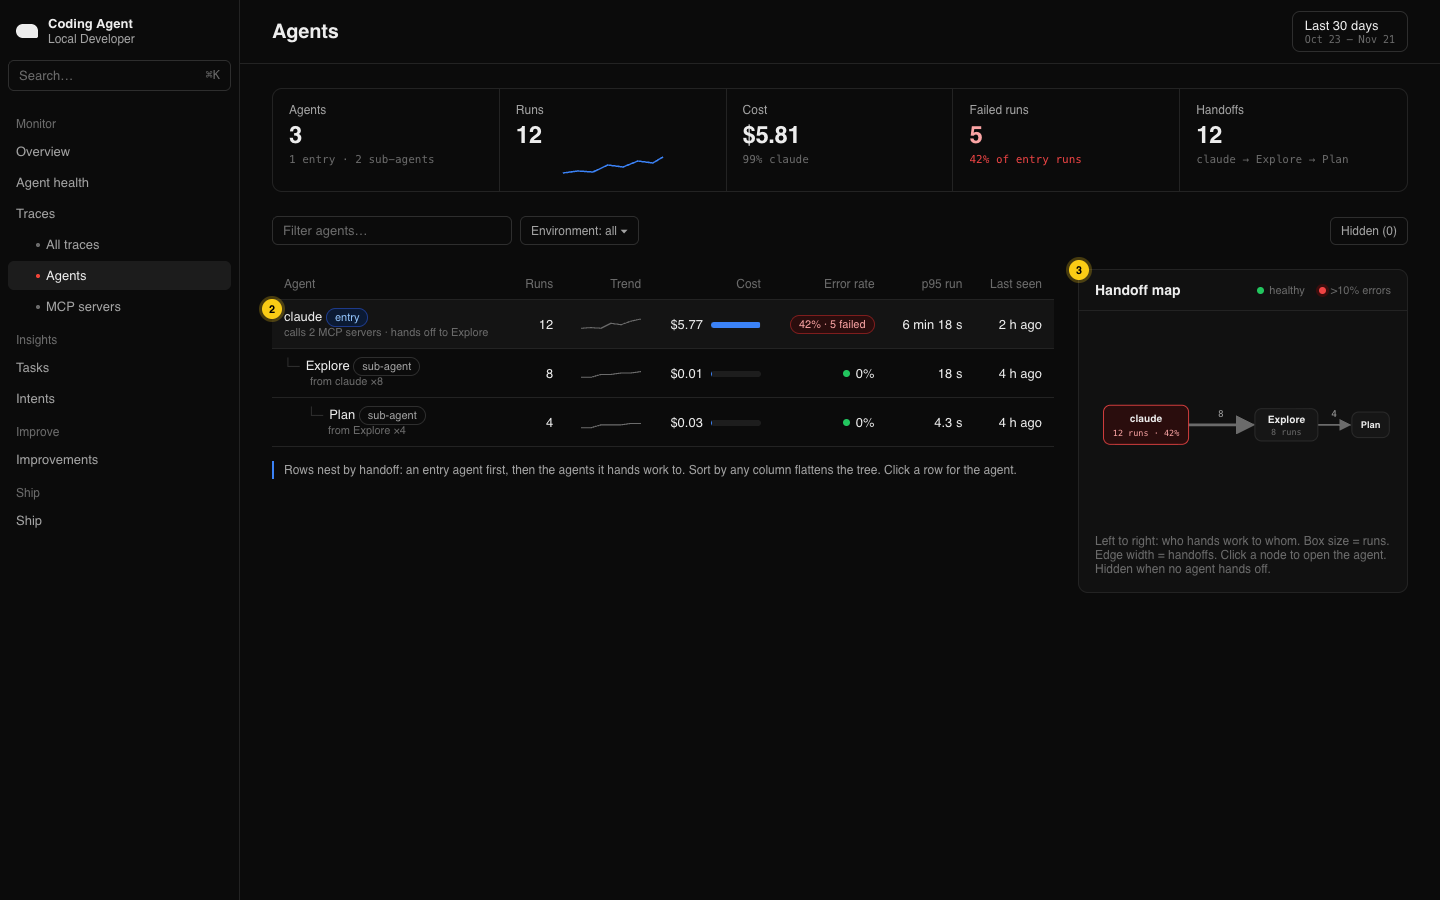 Coding Agent
Local Developer
Search… ⌘K
Monitor
Overview
Agent health
Traces
All traces
Agents
MCP servers
Insights
Tasks
Intents
Improve
Improvements
Ship
Ship
Agents
Last 30 days
Oct 23 – Nov 21
Agents
3
1 entry · 2 sub-agents
Runs
12
Cost
$5.81
99% claude
Failed runs
5
42% of entry runs
Handoffs
12
claude → Explore → Plan
Filter agents…
Environment: all
Hidden (0)
Agent Runs Trend Cost Error rate p95 run Last seen
2
claude entry 12 $5.77 42% · 5 failed 6 min 18 s 2 h ago
calls 2 MCP servers · hands off to Explore
Explore sub-agent 8 $0.01 0% 18 s 4 h ago
from claude ×8
Plan sub-agent 4 $0.03 0% 4.3 s 4 h ago
from Explore ×4
Rows nest by handoff: an entry agent first, then the agents it hands work to. Sort by any column flattens the tree. Click a row for the agent.
3
Handoff map healthy >10% errors
claude
12 runs · 42%
8
Explore
8 runs
4
Plan
Left to right: who hands work to whom. Box size = runs.
Edge width = handoffs. Click a node to open the agent.
Hidden when no agent hands off.